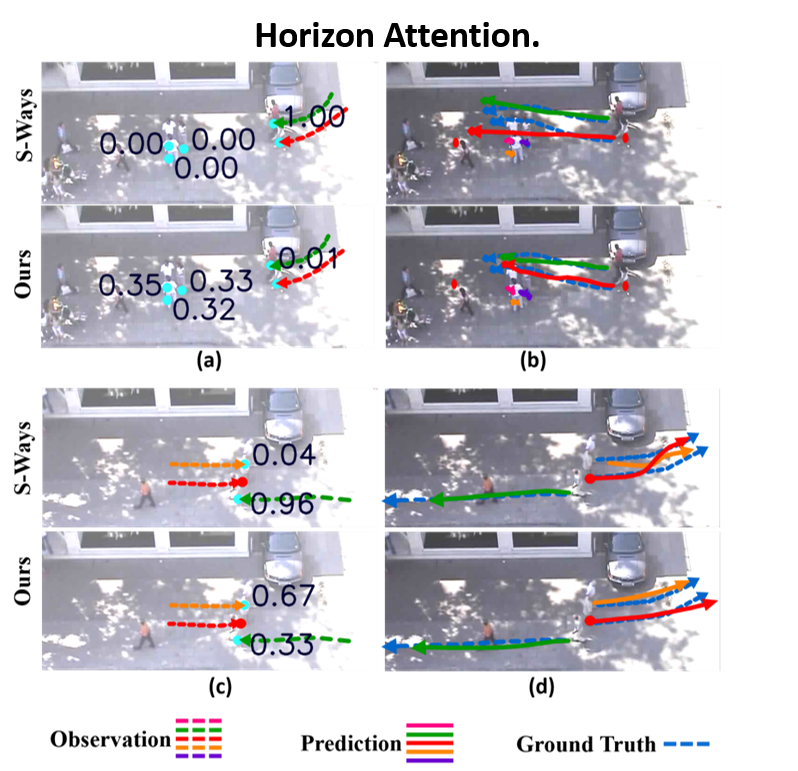 Horizon Attention.
S-Ways
0.00 0.00 1.00
0.00
Ours
0.35 0.33 0.01
0.32
(a) (b)
S-Ways
0.04
0.96
Ours
0.67
0.33
(c) (d)
Observation Prediction Ground Truth